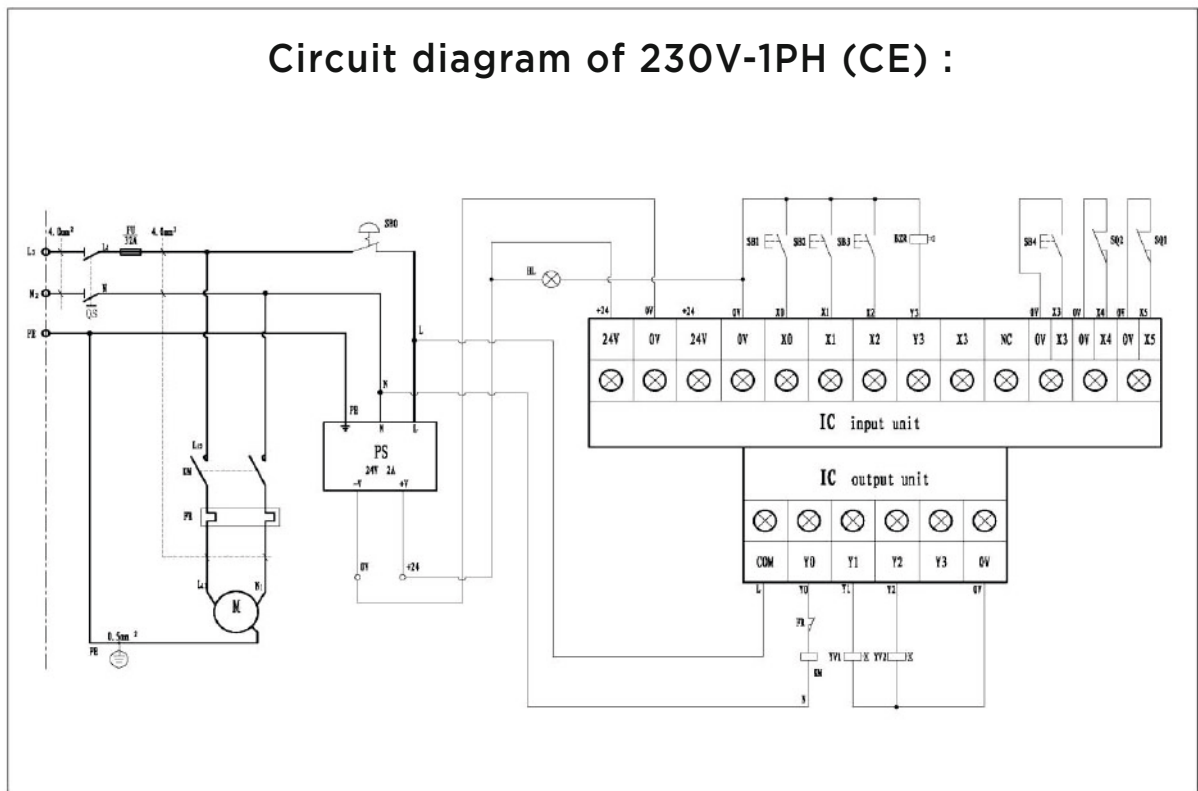 Circuit diagram of 230V-1PH (CE) :
4.0mm²
FU
32A
4.0mm²
SB0
L
N
QS
PE
HL
SB1
SB2
SB3
BZR
SB4
SQ2
SQ1
+24 0V +24 0V X0 X1 X2 Y3 0V X3 0V X4 0V X5
24V 0V 24V 0V X0 X1 X2 Y3 X3 NC 0V X3 0V X4 0V X5
IC input unit
L
N
PE
N L
PS
24V 2A
-V +V
0V +24
KM
FR
M
N1
0.5mm²
PE
IC output unit
COM Y0 Y1 Y2 Y3 0V
L Y0 Y1 Y2 0V
FR
KM
YV1
YV2
N